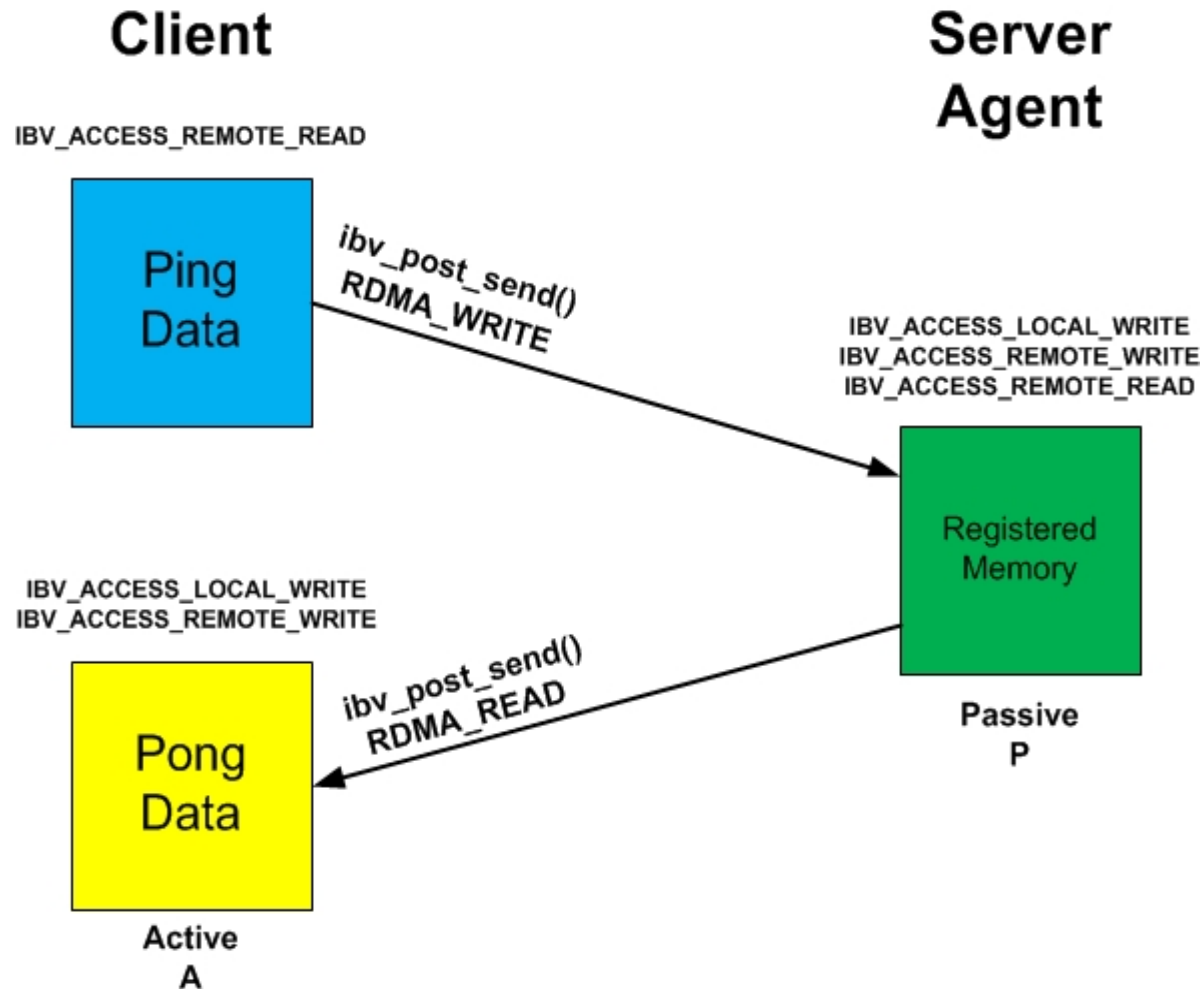 Client
Server
Agent
IBV_ACCESS_REMOTE_READ
Ping
Data
ibv_post_send()
RDMA_WRITE
IBV_ACCESS_LOCAL_WRITE
IBV_ACCESS_REMOTE_WRITE
IBV_ACCESS_REMOTE_READ
Registered
Memory
IBV_ACCESS_LOCAL_WRITE
IBV_ACCESS_REMOTE_WRITE
ibv_post_send()
RDMA_READ
Pong
Data
Passive
P
Active
A